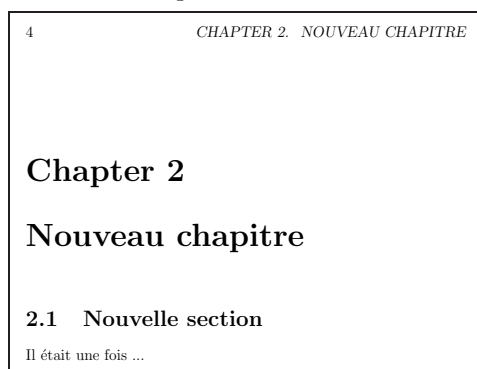 4 CHAPTER 2. NOUVEAU CHAPITRE
Chapter 2
Nouveau chapitre
2.1 Nouvelle section
Il était une fois ...